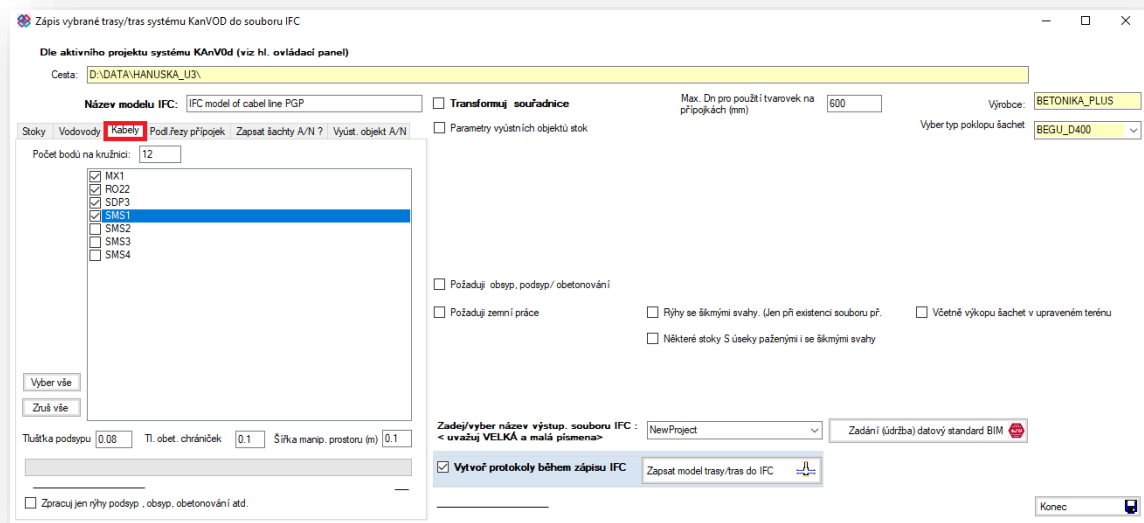 Zápis vybrané trasy/tras systému KanVOD do souboru IFC
Dle aktivního projektu systému KAnV0d (viz hl. ovládací panel)
Cesta: D:\DATA\HANUSKA_U3\
Název modelu IFC: IFC model of cabel line PGP
Transformuj souřadnice
Max. Dn pro použití tvarovek na
přípojkách (mm)
600
Výrobce: BETONIKA_PLUS
Stoky Vodovody Kabely Podl.řezy přípojek Zapsat šachty A/N ? Vyúst. objekt A/N
Parametry vyústních objektů stok
Vyber typ poklopu šachet BEGU_D400
Počet bodů na kružnici: 12
MX1
RO22
SDP3
SMS1
SMS2
SMS3
SMS4
Požaduji obsyp, podsyp/ obetonování
Požaduji zemní práce
Rýhy se šikmými svahy. (Jen při existenci souboru př.
Včetně výkopu šachet v upraveném terénu
Některé stoky S úseky paženými i se šikmými svahy
Vyber vše
Zruš vše
Tlušťka podsypu 0.08 Tl. obet. chrániček 0.1 Šířka manip. prostoru (m) 0.1
Zadej/vyber název výstup. souboru IFC :
< uvažuj VELKÁ a malá písmena>
NewProject
Zadání (údržba) datový standard BIM
Vytvoř protokoly během zápisu IFC
Zapsat model trasy/tras do IFC
Zpracuj jen rýhy podsyp , obsyp, obetonování atd.
Konec